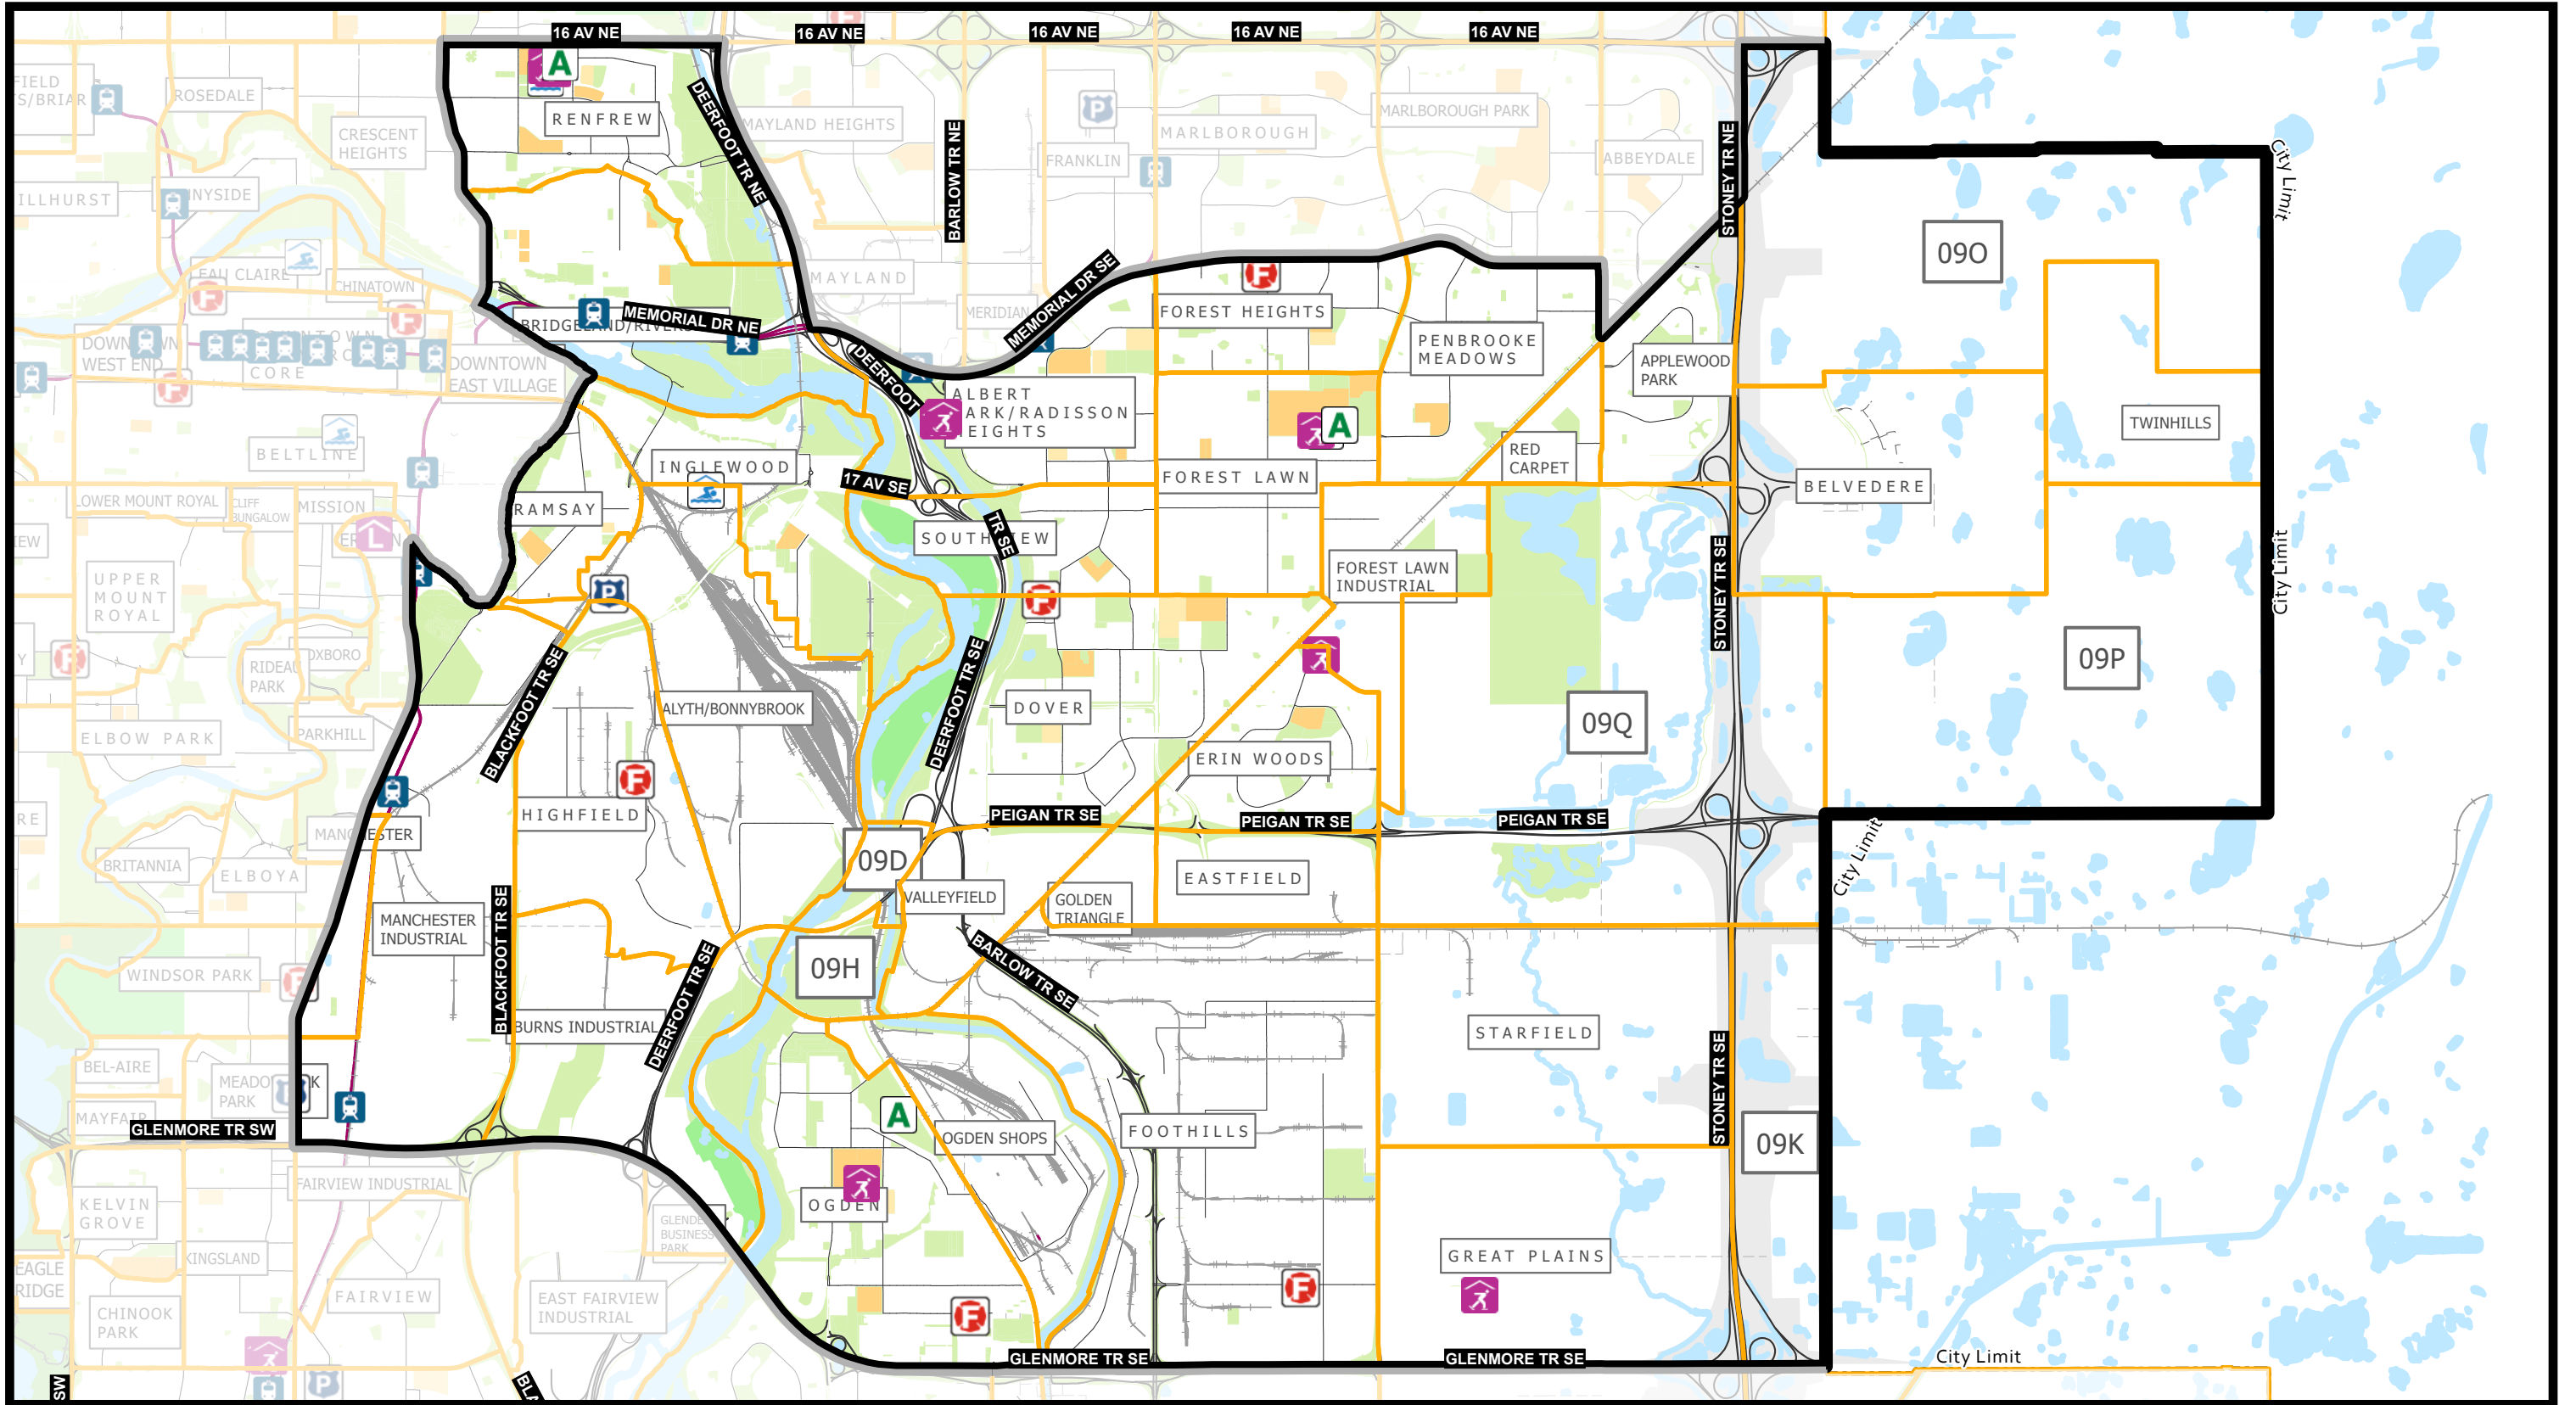 16 AV NE
16 AV NE
16 AV NE
16 AV NE
16 AV NE
ROSEDALE
CRESCENT
HEIGHTS
RENFREW
A
DEERFOOT TR NE
MAYLAND HEIGHTS
BARLOW TR NE
P
FRANKLIN
MARLBOROUGH
MARLBOROUGH PARK
ABBEYDALE
STONEY TR NE
City Limit
09O
EAU CLAIRE
CHINATOWN
F
F
F
F
DOWNTOWN
WEST END
CORE
DOWNTOWN
EAST VILLAGE
MEMORIAL DR NE
MAYLAND
MERIDIAN
MEMORIAL DR SE
DEERFOOT
TR SE
FOREST HEIGHTS
PENBROOKE
MEADOWS
APPLEWOOD
PARK
ALBERT
A
TWINHILLS
BELTLINE
INGLEWOOD
17 AV SE
FOREST LAWN
RED
CARPET
BELVEDERE
LOWER MOUNT ROYAL
CLIFF
BUNGALOW
MISSION
RAMSAY
L
SOUTHVIEW
FOREST LAWN
INDUSTRIAL
STONEY TR SE
City Limit
UPPER
MOUNT
ROYAL
P
F
F
RIDEAU
PARK
BLACKFOOT TR SE
ALYTH/BONNYBROOK
DEERFOOT TR SE
DOVER
09Q
09P
ELBOW PARK
PARKHILL
ERIN WOODS
F
HIGHFIELD
PEIGAN TR SE
PEIGAN TR SE
PEIGAN TR SE
City Limit
MANCHESTER
BRITANNIA
ELBOYA
09D
VALLEYFIELD
EASTFIELD
GOLDEN
TRIANGLE
MANCHESTER
INDUSTRIAL
BLACKFOOT TR SE
WINDSOR PARK
F
09H
BARLOW TR SE
BURNS INDUSTRIAL
DEERFOOT TR SE
STARFIELD
STONEY TR SE
BEL-AIRE
PARK
MAYFAIR
GLENMORE TR SW
A
OGDEN SHOPS
FOOTHILLS
09K
FAIRVIEW INDUSTRIAL
KELVIN
GROVE
OGDEN
BUSINESS
PARK
KINGSLAND
GREAT PLAINS
EAGLE
RIDGE
FAIRVIEW
EAST FAIRVIEW
INDUSTRIAL
CHINOOK
PARK
F
F
GLENMORE TR SE
GLENMORE TR SE
City Limit
P
SW